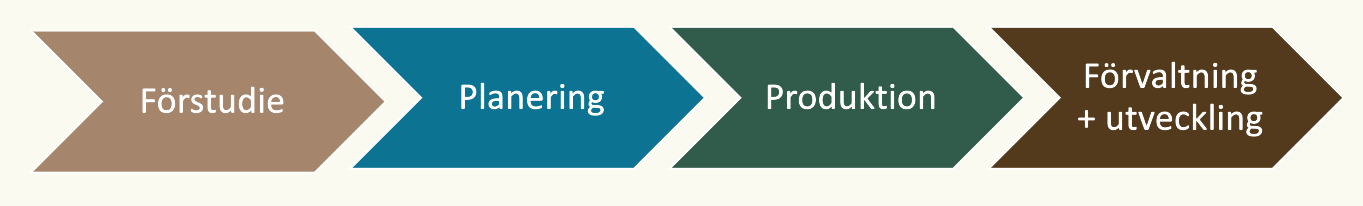 Förstudie
Planering
Produktion
Förvaltning
+ utveckling